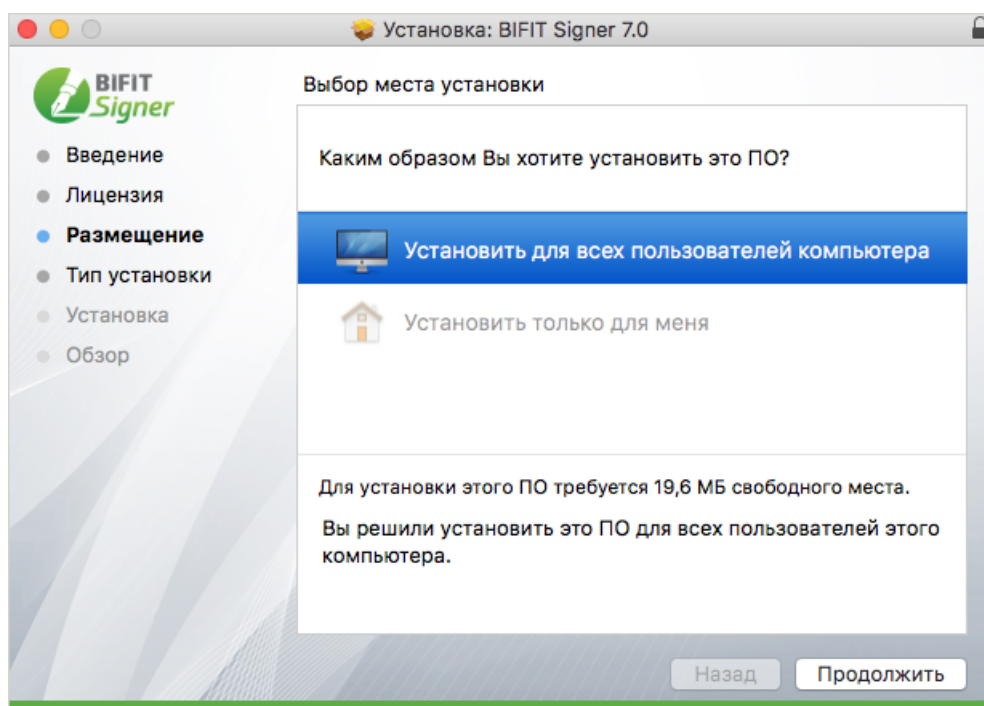 Установка: BIFIT Signer 7.0
BIFIT
Signer
Введение
Лицензия
Размещение
Тип установки
Установка
Обзор
Выбор места установки
Каким образом Вы хотите установить это ПО?
Установить для всех пользователей компьютера
Установить только для меня
Для установки этого ПО требуется 19,6 МБ свободного места.
Вы решили установить это ПО для всех пользователей этого
компьютера.
Назад
Продолжить